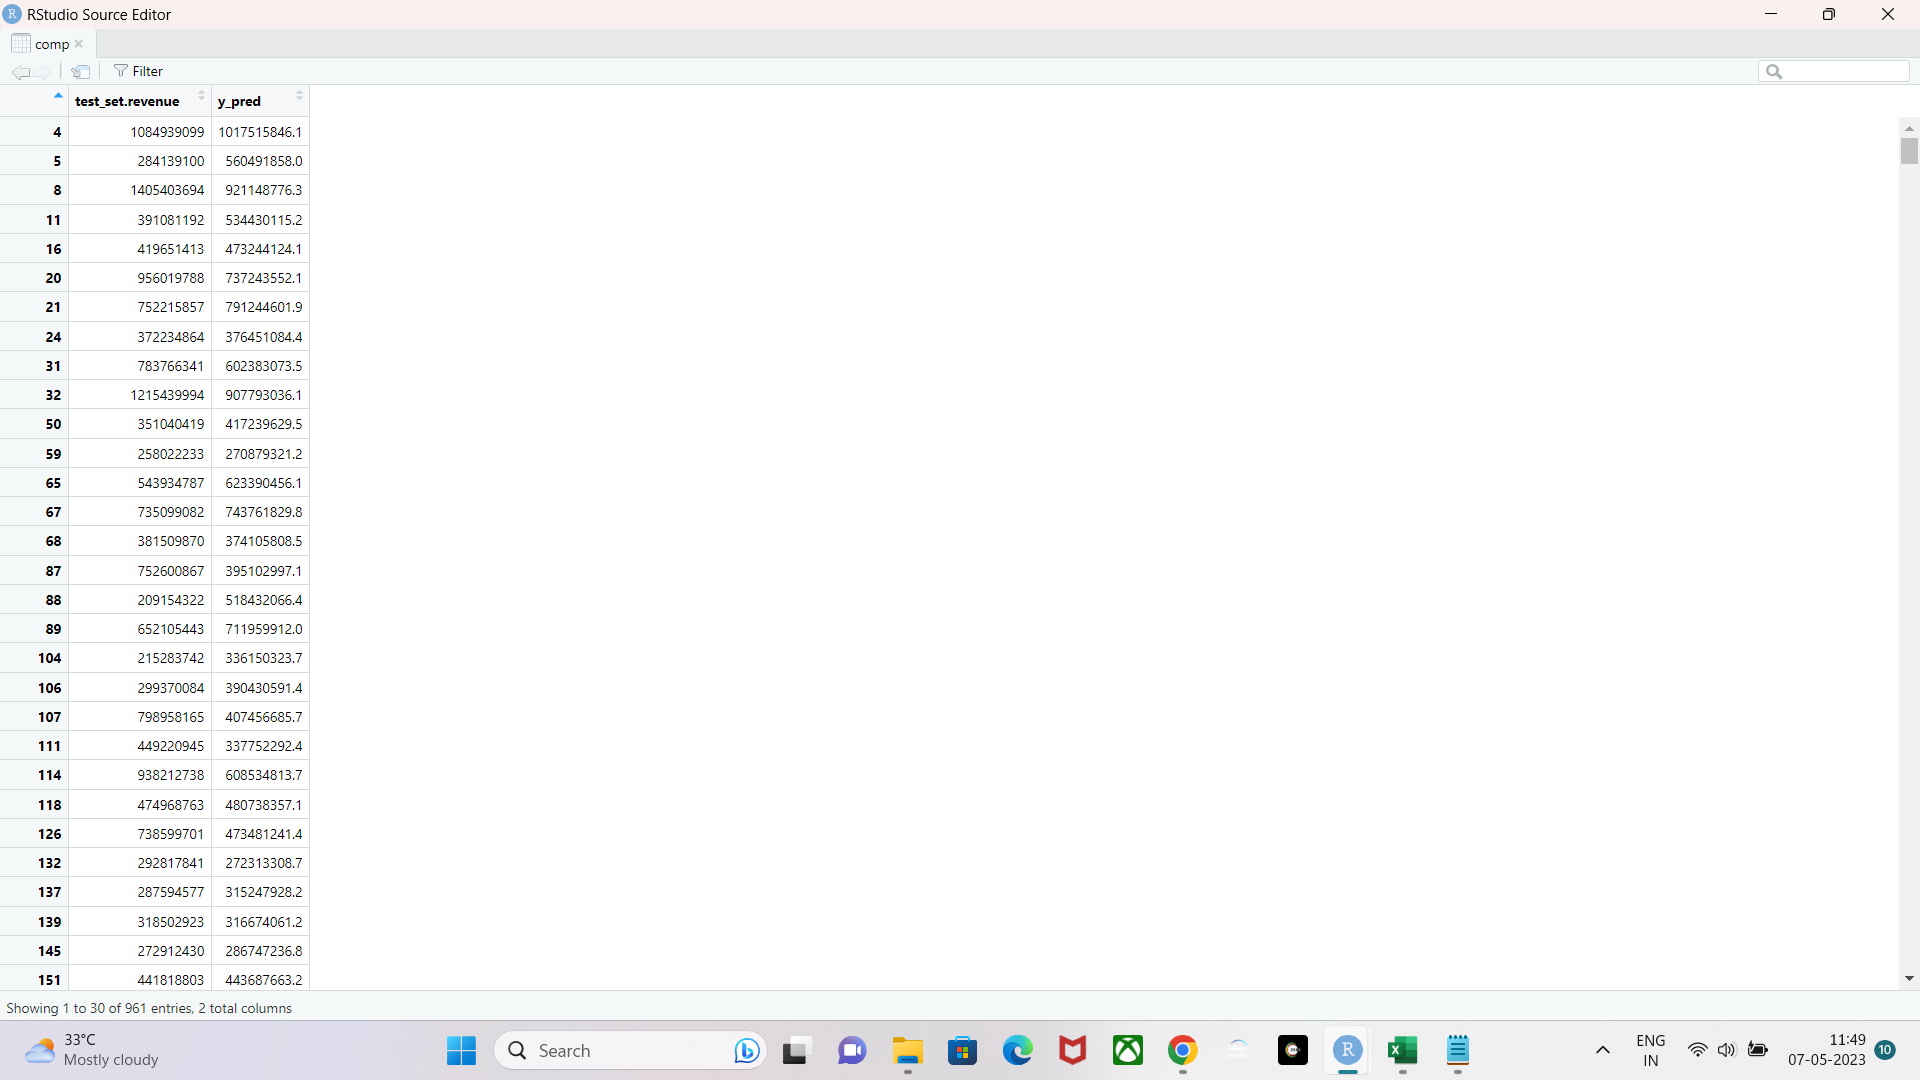 RStudio Source Editor
comp
Filter
test_set.revenue y_pred
4 1084939099 1017515846.1
5 284139100 560491858.0
8 1405403694 921148776.3
11 391081192 534430115.2
16 419651413 473244124.1
20 956019788 737243552.1
21 752215857 791244601.9
24 372234864 376451084.4
31 783766341 602383073.5
32 1215439994 907793036.1
50 351040419 417239629.5
59 258022233 270879321.2
65 543934787 623390456.1
67 735099082 743761829.8
68 381509870 374105808.5
87 752600867 395102997.1
88 209154322 518432066.4
89 652105443 711959912.0
104 215283742 336150323.7
106 299370084 390430591.4
107 798958165 407456685.7
111 449220945 337752292.4
114 938212738 608534813.7
118 474968763 480738357.1
126 738599701 473481241.4
132 292817841 272313308.7
137 287594577 315247928.2
139 318502923 316674061.2
145 272912430 286747236.8
151 441818803 443687663.2
Showing 1 to 30 of 961 entries, 2 total columns
33°C
Mostly cloudy
Search
ENG
IN
11:49
07-05-2023
10